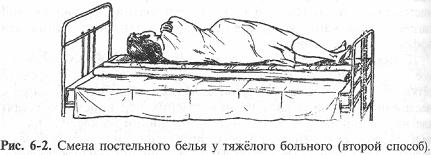 Рис. 6-2. Смена постельного белья у тяжёлого больного (второй способ).